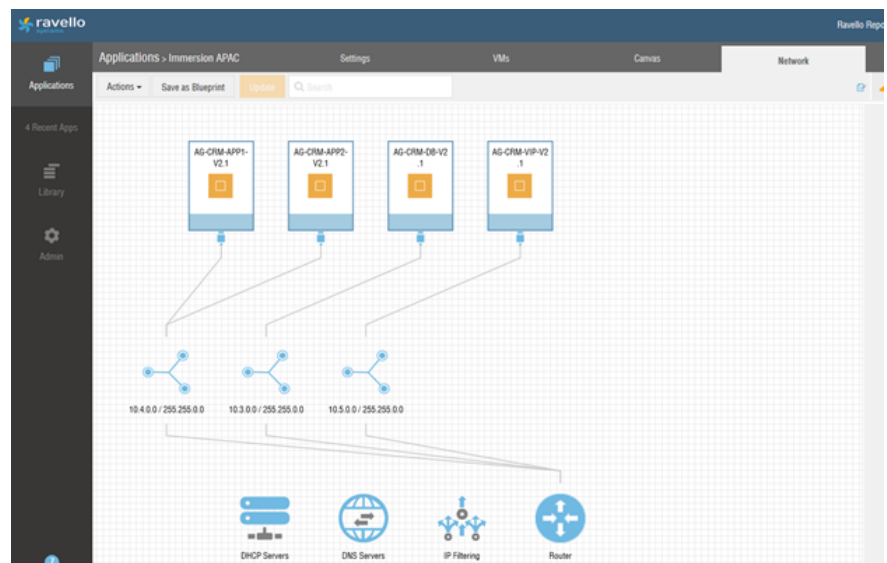 ravello
systems
Ravello Repo
Applications > Immersion APAC
Settings
VMs
Canvas
Network
Applications
Actions
Save as Blueprint
Update
Search
4 Recent Apps
Library
Admin
AG-CRM-APP1-
V2.1
AG-CRM-APP2-
V2.1
AG-CRM-DB-V2
.1
AG-CRM-VIP-V2
.1
10.4.0.0 / 255.255.0.0
10.3.0.0 / 255.255.0.0
10.5.0.0 / 255.255.0.0
DHCP Servers
DNS Servers
IP Filtering
Router
?